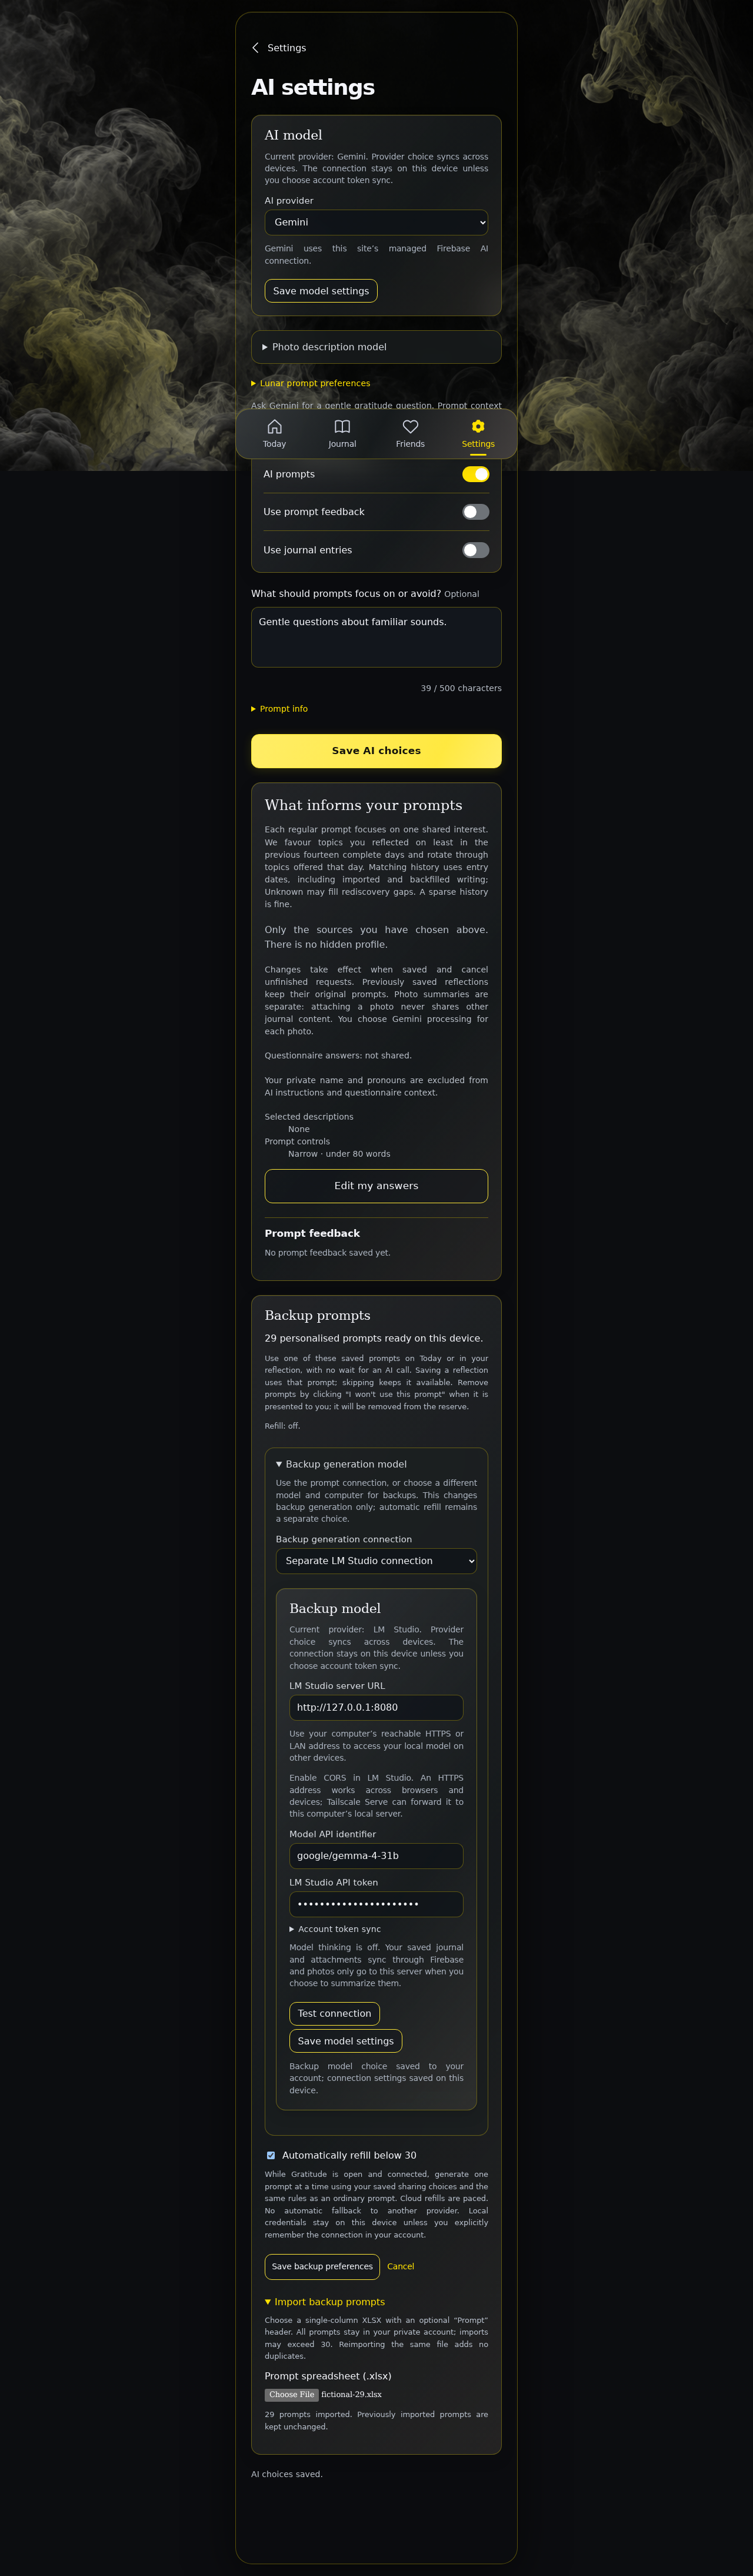 Settings
AI settings
AI model
Current provider: Gemini. Provider choice syncs across
devices. The connection stays on this device unless
you choose account token sync.
AI provider
Gemini
Gemini uses this site’s managed Firebase AI
connection.
Save model settings
Photo description model
Lunar prompt preferences
Ask Gemini for a gentle gratitude question. Prompt context
Today
Journal
Friends
Settings
AI prompts
Use prompt feedback
Use journal entries
What should prompts focus on or avoid? Optional
Gentle questions about familiar sounds.
39 / 500 characters
Prompt info
Save AI choices
What informs your prompts
Each regular prompt focuses on one shared interest.
We favour topics you reflected on least in the
previous fourteen complete days and rotate through
topics offered that day. Matching history uses entry
dates, including imported and backfilled writing;
Unknown may fill rediscovery gaps. A sparse history
is fine.
Only the sources you have chosen above.
There is no hidden profile.
Changes take effect when saved and cancel
unfinished requests. Previously saved reflections
keep their original prompts. Photo summaries are
separate: attaching a photo never shares other
journal content. You choose Gemini processing for
each photo.
Questionnaire answers: not shared.
Your private name and pronouns are excluded from
AI instructions and questionnaire context.
Selected descriptions
None
Prompt controls
Narrow · under 80 words
Edit my answers
Prompt feedback
No prompt feedback saved yet.
Backup prompts
29 personalised prompts ready on this device.
Use one of these saved prompts on Today or in your
reflection, with no wait for an AI call. Saving a reflection
uses that prompt; skipping keeps it available. Remove
prompts by clicking "I won't use this prompt" when it is
presented to you; it will be removed from the reserve.
Refill: off.
Backup generation model
Use the prompt connection, or choose a different
model and computer for backups. This changes
backup generation only; automatic refill remains
a separate choice.
Backup generation connection
Separate LM Studio connection
Backup model
Current provider: LM Studio. Provider
choice syncs across devices. The
connection stays on this device unless you
choose account token sync.
LM Studio server URL
http://127.0.0.1:8080
Use your computer’s reachable HTTPS or
LAN address to access your local model on
other devices.
Enable CORS in LM Studio. An HTTPS
address works across browsers and
devices; Tailscale Serve can forward it to
this computer’s local server.
Model API identifier
google/gemma-4-31b
LM Studio API token
••••••••••••••••••••••
Account token sync
Model thinking is off. Your saved journal
and attachments sync through Firebase
and photos only go to this server when you
choose to summarize them.
Test connection
Save model settings
Backup model choice saved to your
account; connection settings saved on this
device.
Automatically refill below 30
While Gratitude is open and connected, generate one
prompt at a time using your saved sharing choices and the
same rules as an ordinary prompt. Cloud refills are paced.
No automatic fallback to another provider. Local
credentials stay on this device unless you explicitly
remember the connection in your account.
Save backup preferences Cancel
Import backup prompts
Choose a single-column XLSX with an optional "Prompt"
header. All prompts stay in your private account; imports
may exceed 30. Reimporting the same file adds no
duplicates.
Prompt spreadsheet (.xlsx)
Choose File fictional-29.xlsx
29 prompts imported. Previously imported prompts are
kept unchanged.
AI choices saved.